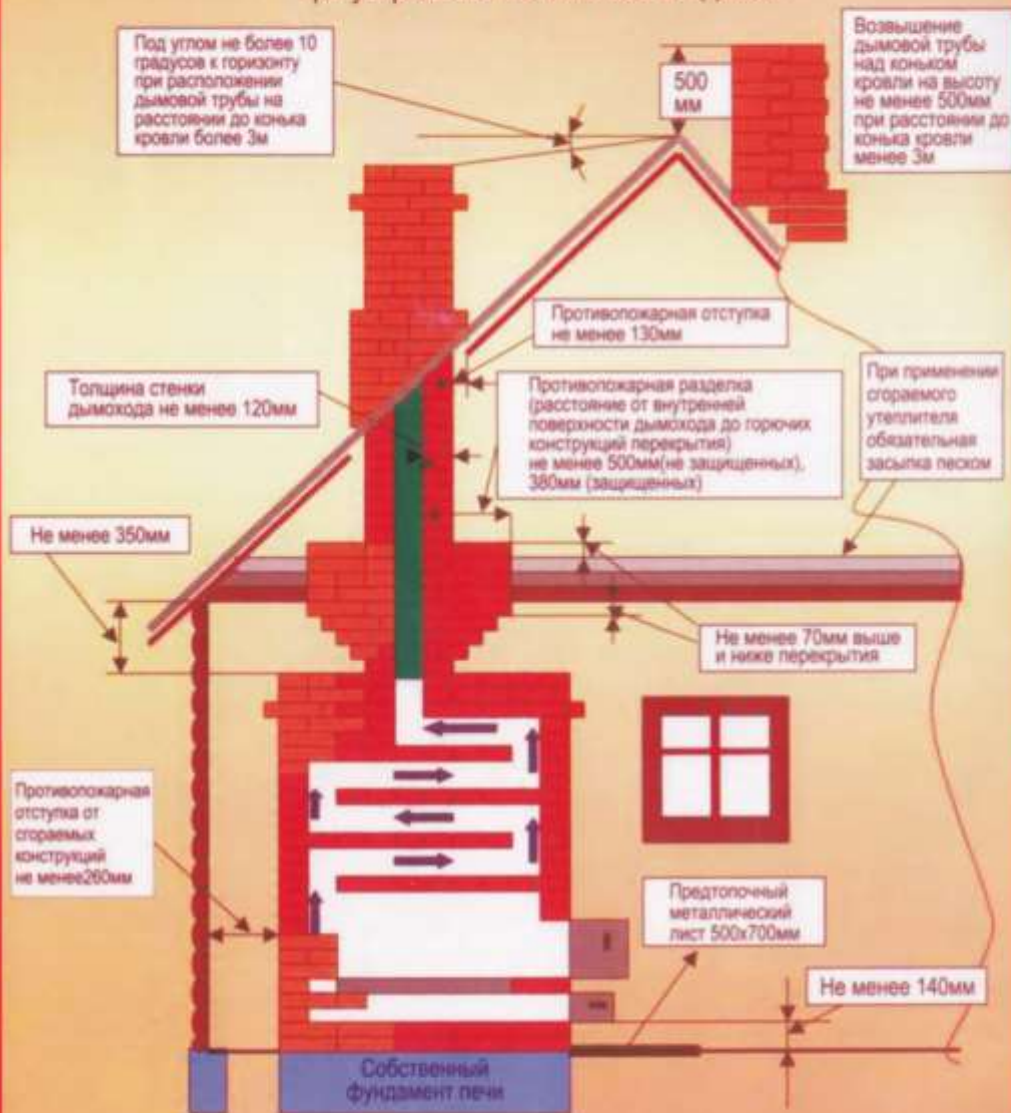 Под углом не более 10
градусов к горизонту
при расположении
дымовой трубы на
расстоянии до конька
кровли более 3м
500
мм
Возвышение
дымовой трубы
над коньком
кровли на высоту
не менее 500мм
при расстоянии до
конька кровли
менее 3м
Противопожарная отступка
не менее 130мм
Толщина стенки
дымохода не менее 120мм
Противопожарная разделка
(расстояние от внутренней
поверхности дымохода до горючих
конструкций перекрытия)
не менее 500мм(не защищенных),
380мм (защищенных)
При применении
сгораемого
утеплителя
обязательная
засыпка песком
Не менее 350мм
Не менее 70мм выше
и ниже перекрытия
Противопожарная
отступка от
сгораемых
конструкций
не менее260мм
Предтопочный
металлический
лист 500х700мм
Не менее 140мм
Собственный
фундамент печи